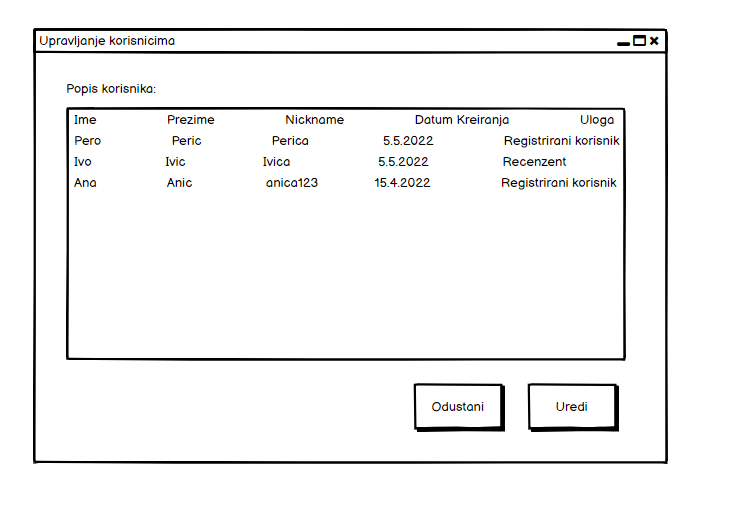 Upravljanje korisnicima
Popis korisnika:
Ime Prezime Nickname Datum Kreiranja Uloga
Pero Peric Perica 5.5.2022 Registrirani korisnik
Ivo Ivic Ivica 5.5.2022 Recenzent
Ana Anic anica123 15.4.2022 Registrirani korisnik
Odustani Uredi